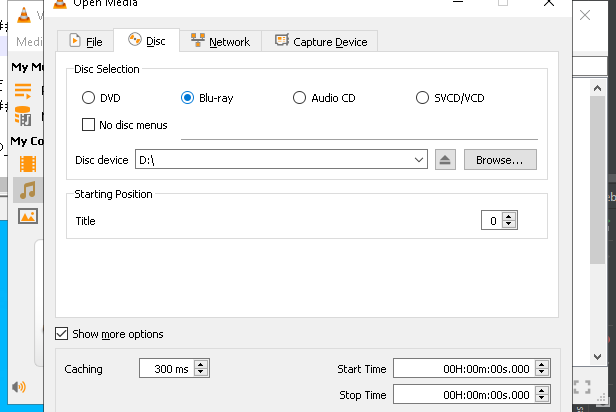 Open Media
Medi
File
Disc
Network
Capture Device
My M
My Co
Disc Selection
DVD
Blu-ray
Audio CD
SVCD/VCD
No disc menus
Disc device
D:\
Browse...
Starting Position
Title
0
Show more options
Caching
300 ms
Start Time
00H:00m:00s.000
Stop Time
00H:00m:00s.000